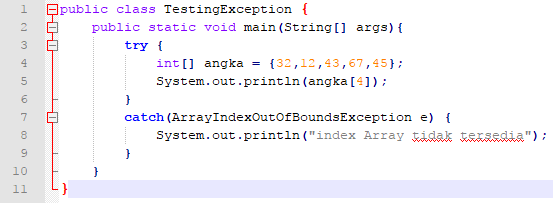 1 public class TestingException {
2 public static void main(String[] args){
3 try {
4 int[] angka = {32,12,43,67,45};
5 System.out.println(angka[4]);
6 }
7 catch(ArrayIndexOutOfBoundsException e) {
8 System.out.println("index Array tidak tersedia");
9 }
10 }
11 }